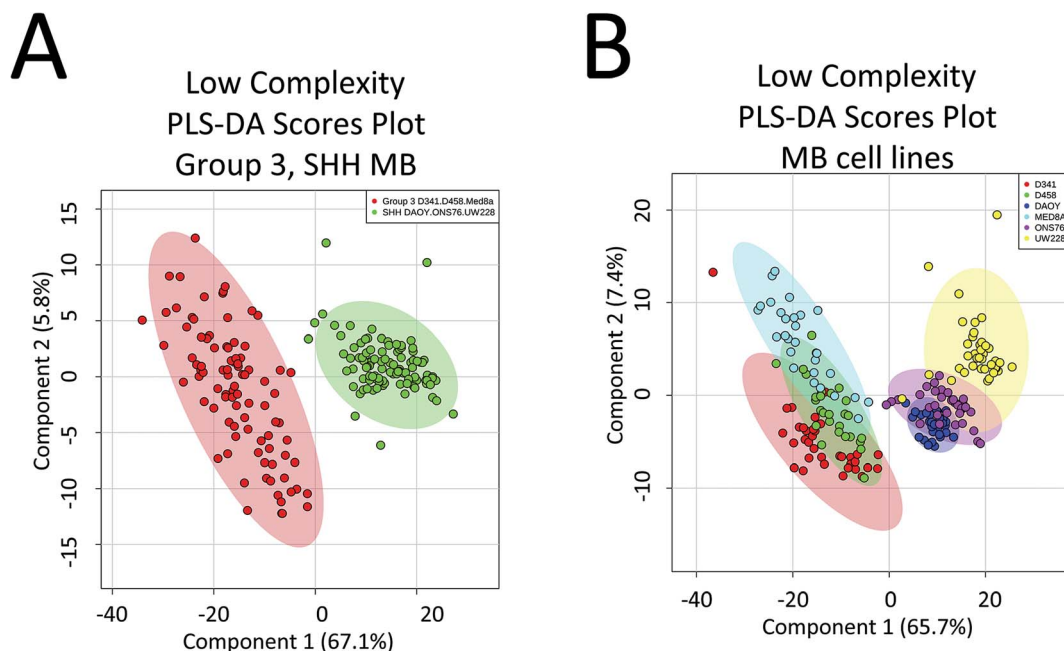 A
Low Complexity
PLS-DA Scores Plot
Group 3, SHH MB
Group 3 D341.D458.Med8a
SHH DAOY.ONS76.UW228
Component 2 (5.8%)
15
10
5
0
-5
-10
-15
-40
-20
0
20
Component 1 (67.1%)
B
Low Complexity
PLS-DA Scores Plot
MB cell lines
D341
D458
DAOY
MED8A
ONS76
UW228
Component 2 (7.4%)
20
10
0
-10
-40
-20
0
20
Component 1 (65.7%)